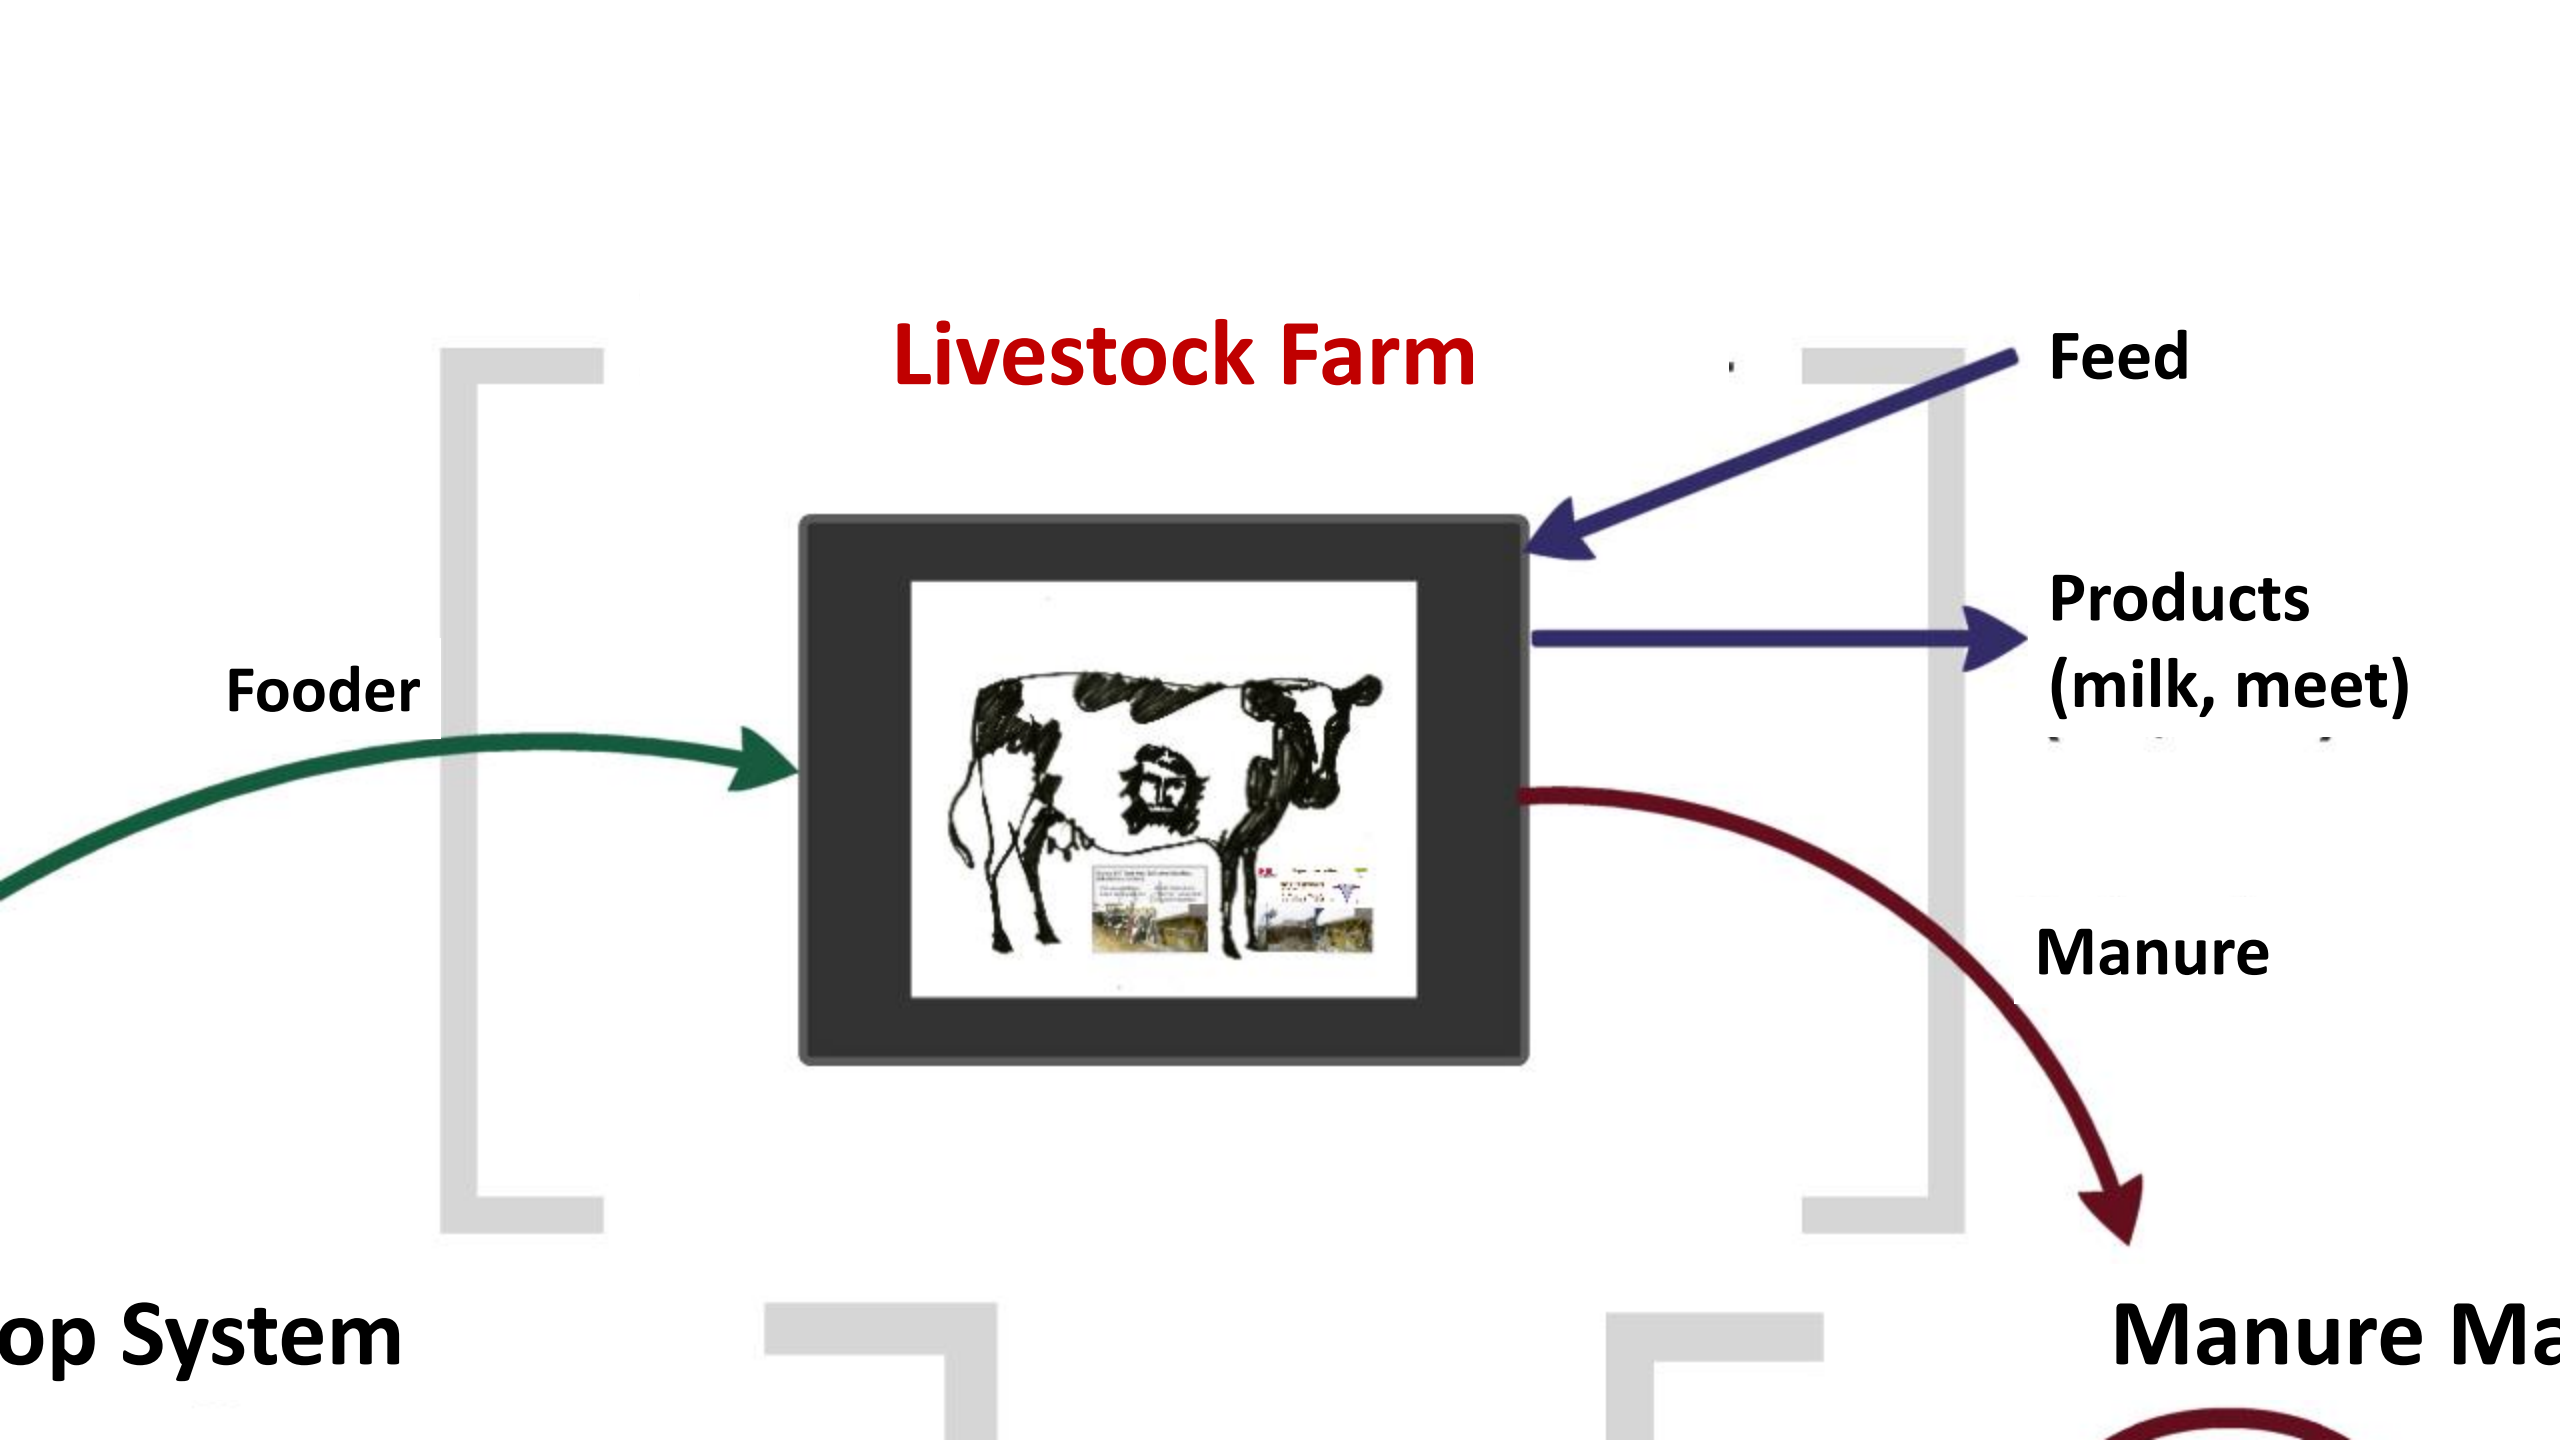 Livestock Farm
Feed
Products
(milk, meet)
Fooder
Manure
op System
Manure Ma